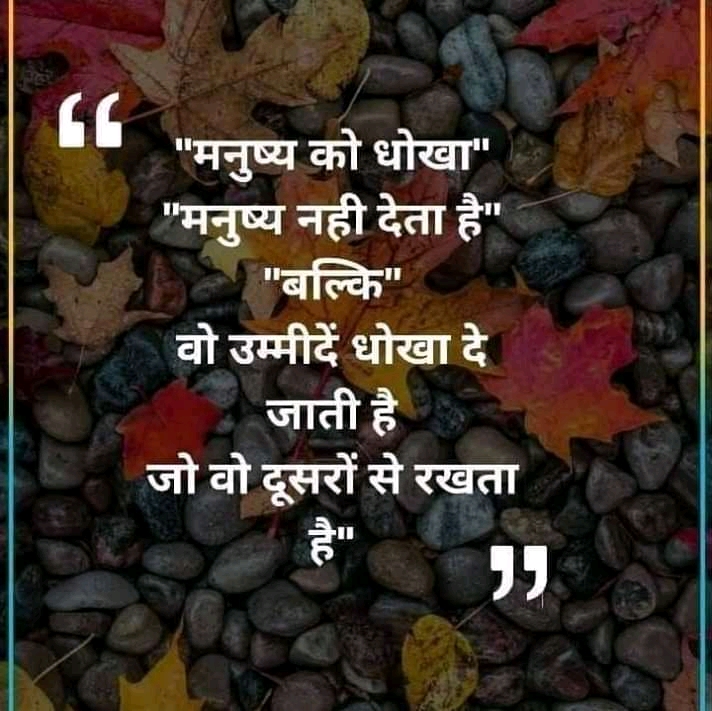 "मनुष्य को धोखा"
"मनुष्य नही देता है"
"बल्कि"
वो उम्मीदें धोखा दे
जाती है
जो वो दूसरों से रखता
है"